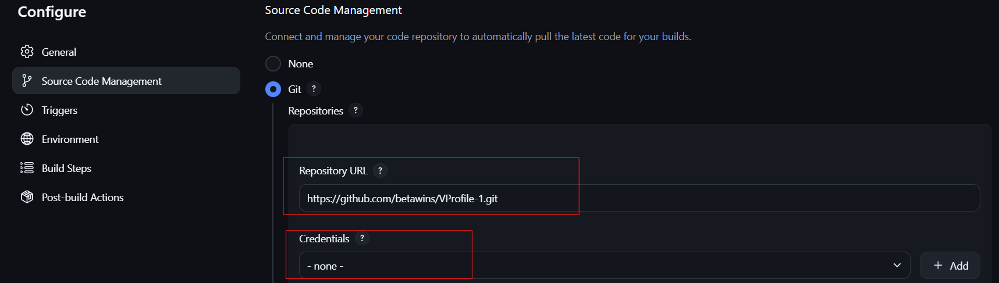 Configure
General
Source Code Management
Triggers
Environment
Build Steps
Post-build Actions
Source Code Management
Connect and manage your code repository to automatically pull the latest code for your builds.
None
Git ?
Repositories ?
Repository URL ?
https://github.com/betawins/VProfile-1.git
Credentials ?
- none -
+ Add